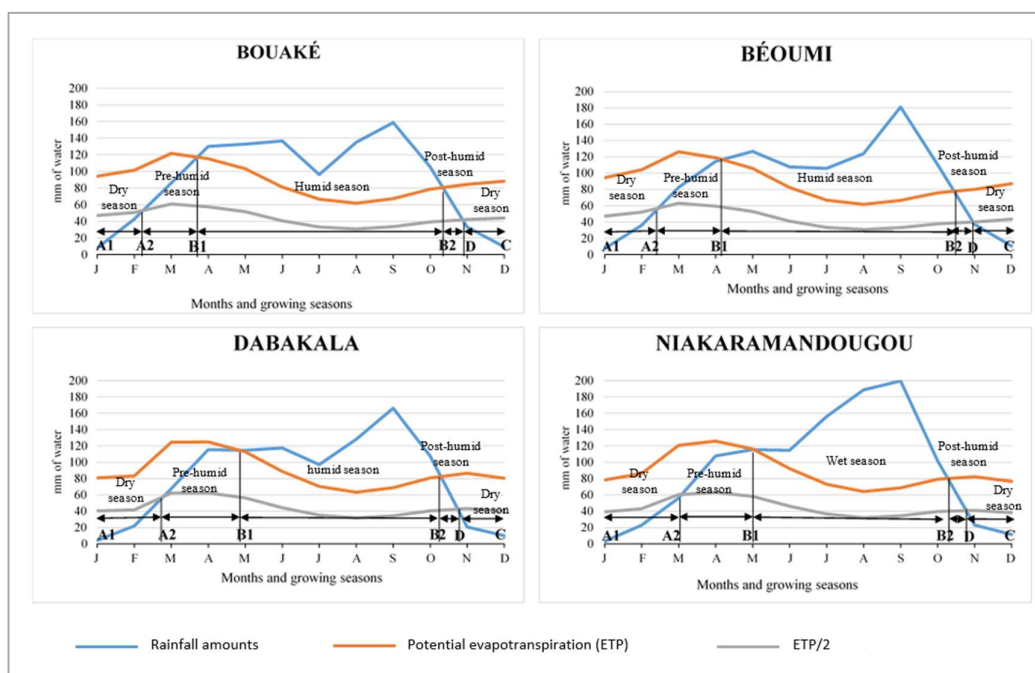 BOUAKÉ
200
180
160
140
120
100
80
60
40
20
0
mm of water
Dry
season
Pre-humid
season
Humid season
Post-humid
season
Dry
season
A1 A2 B1 B2 D C
J F M A M J J A S O N D
Months and growing seasons
BÉOUMI
200
180
160
140
120
100
80
60
40
20
0
mm of water
Dry
season
Pre-humid
season
Humid season
Post-humid
season
Dry
season
A1 A2 B1 B2 D C
J F M A M J J A S O N D
Months and growing seasons
DABAKALA
200
180
160
140
120
100
80
60
40
20
0
mm of water
Dry
season
Pre-humid
season
humid season
Post-humid
season
Dry
season
A1 A2 B1 B2 D C
J F M A M J J A S O N D
Months and growing seasons
NIAKARAMANDOUGOU
200
180
160
140
120
100
80
60
40
20
0
mm of water
Dry
season
Pre-humid
season
Wet season
Post-humid
season
Dry
season
A1 A2 B1 B2 D C
J F M A M J J A S O N D
Months and growing seasons
Rainfall amounts Potential evapotranspiration (ETP) ETP/2